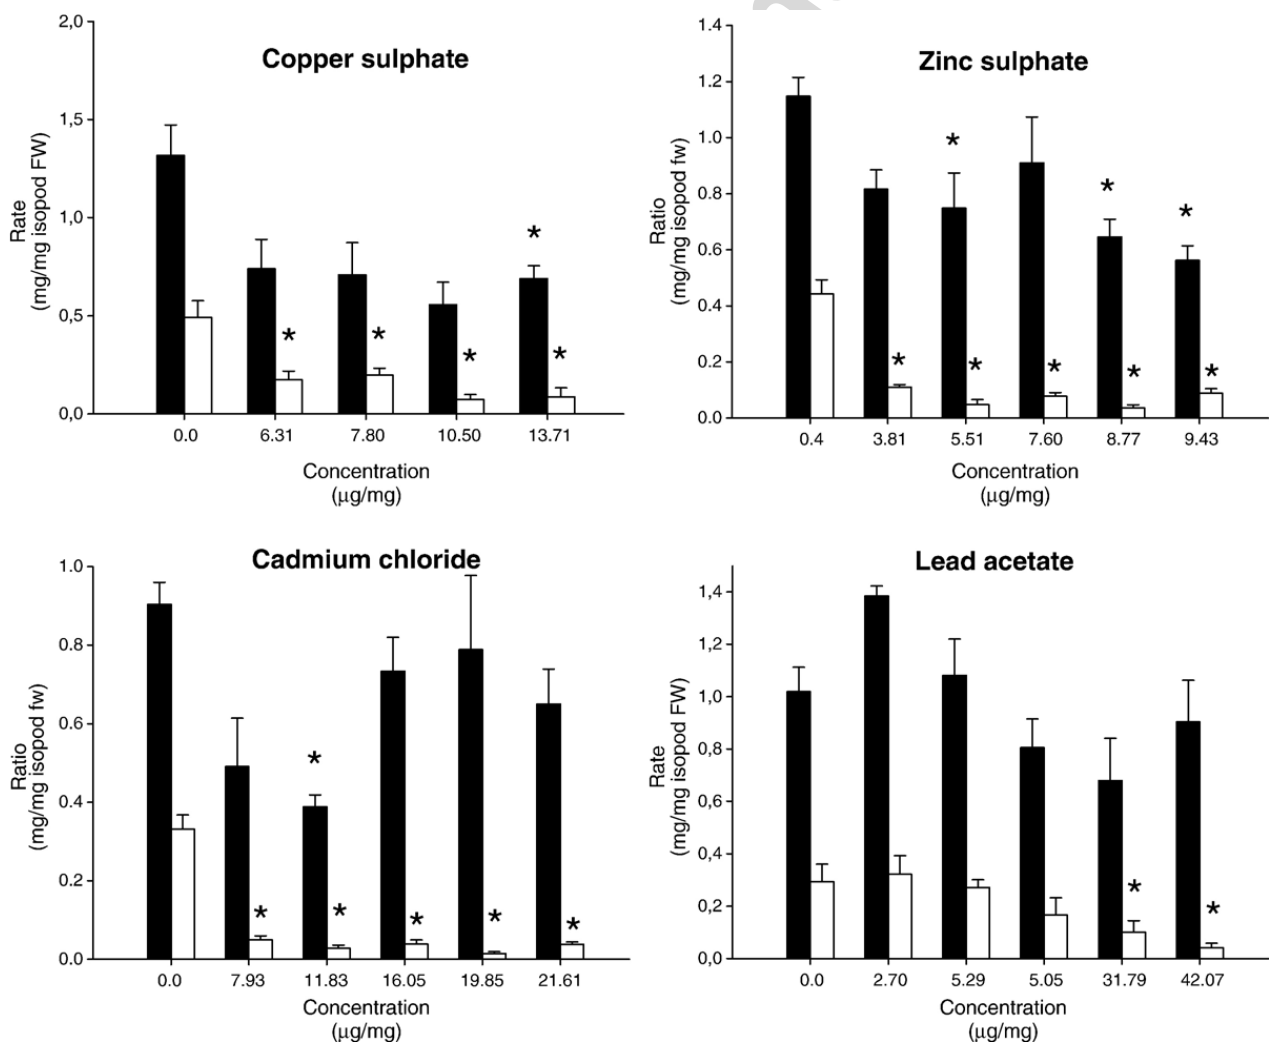 Copper sulphate
2,0
1,5
1,0
0,5
0,0
Rate
(mg/mg isopod FW)
*
*
*
*
*
0.0 6.31 7.80 10.50 13.71
Concentration
(µg/mg)
Zinc sulphate
1,4
1.2
1.0
0.8
0.6
0.4
0.2
0.0
Ratio
(mg/mg isopod fw)
*
*
*
*
*
*
*
*
0.4 3.81 5.51 7.60 8.77 9.43
Concentration
(µg/mg)
Cadmium chloride
1.0
0.8
0.6
0.4
0.2
0.0
Ratio
(mg/mg isopod fw)
*
*
*
*
*
*
0.0 7.93 11.83 16.05 19.85 21.61
Concentration
(µg/mg)
Lead acetate
1,4
1,2
1,0
0,8
0,6
0,4
0,2
0,0
Rate
(mg/mg isopod FW)
*
*
0.0 2.70 5.29 5.05 31.79 42.07
Concentration
(µg/mg)